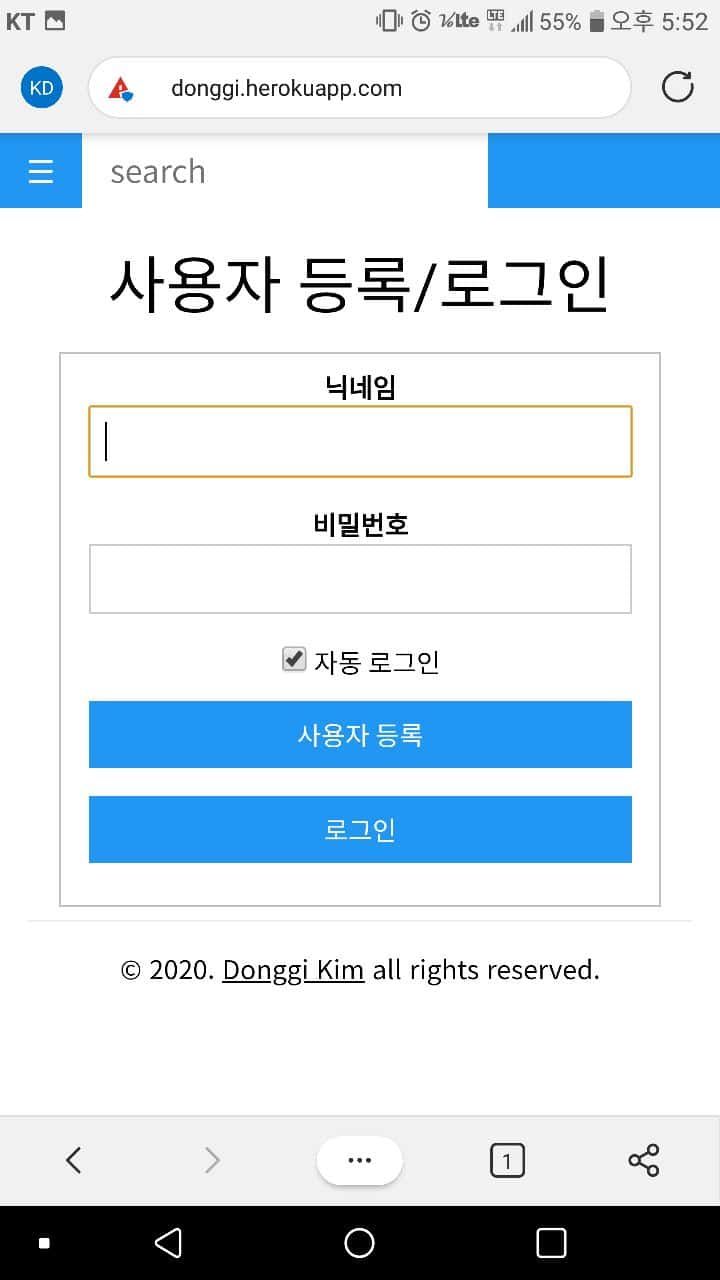 KT VoLTE LTE 55% 오후 5:52
KD donggi.herokuapp.com
search
사용자 등록/로그인
닉네임
비밀번호
자동 로그인
사용자 등록
로그인
© 2020. Donggi Kim all rights reserved.
1